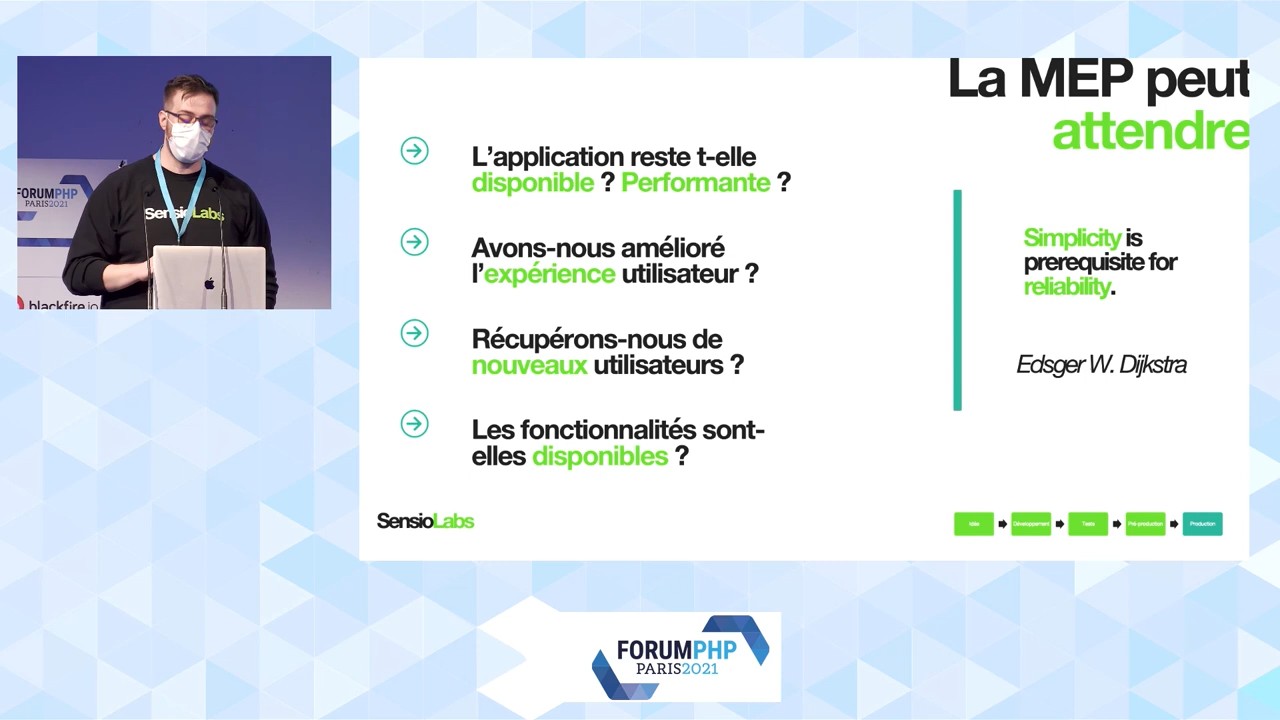 La MEP peut
attendre
L’application reste t-elle
disponible ? Performante ?
Avons-nous amélioré
l’expérience utilisateur ?
Récupérons-nous de
nouveaux utilisateurs ?
Les fonctionnalités sont-
elles disponibles ?
Simplicity is
prerequisite for
reliability.
Edsger W. Dijkstra
SensioLabs
Idée
Développement
Tests
Pré-production
Production
FORUMPHP
PARIS2021
SensioLabs
blackfire.io
FORUMPHP
PARIS2021